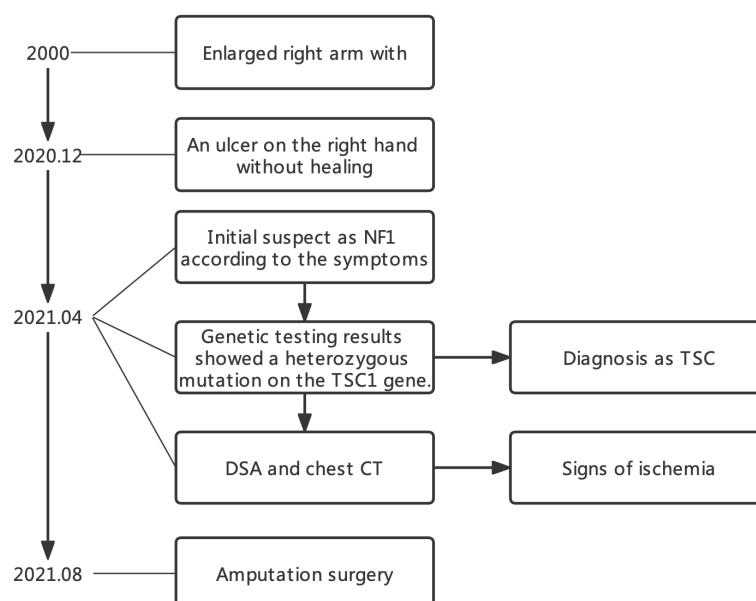 2000
Enlarged right arm with
2020.12
An ulcer on the right hand
without healing
2021.04
Initial suspect as NF1
according to the symptoms
Genetic testing results
showed a heterozygous
mutation on the TSC1 gene.
Diagnosis as TSC
DSA and chest CT
Signs of ischemia
2021.08
Amputation surgery